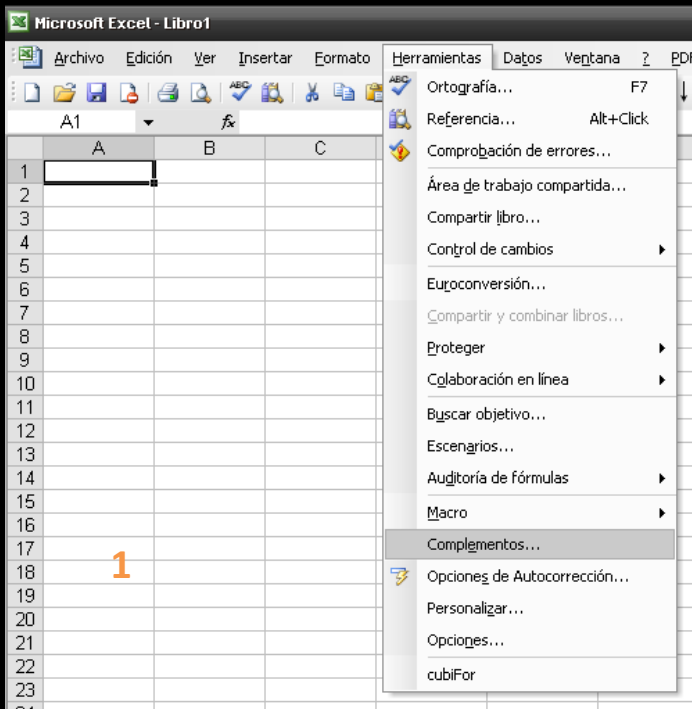 Microsoft Excel - Libro1
Archivo Edición Ver Insertar Formato Herramientas Datos Ventana ? PDF
A1 fx
A B C
1
2
3
4
5
6
7
8
9
10
11
12
13
14
15
16
17
18
19
20
21
22
23
1
Ortografía... F7
Referencia... Alt+Click
Comprobación de errores...
Área de trabajo compartida...
Compartir libro...
Control de cambios
Euroconversión...
Compartir y combinar libros...
Proteger
Colaboración en línea
Buscar objetivo...
Escenarios...
Auditoría de fórmulas
Macro
Complementos...
Opciones de Autocorrección...
Personalizar...
Opciones...
cubiFor